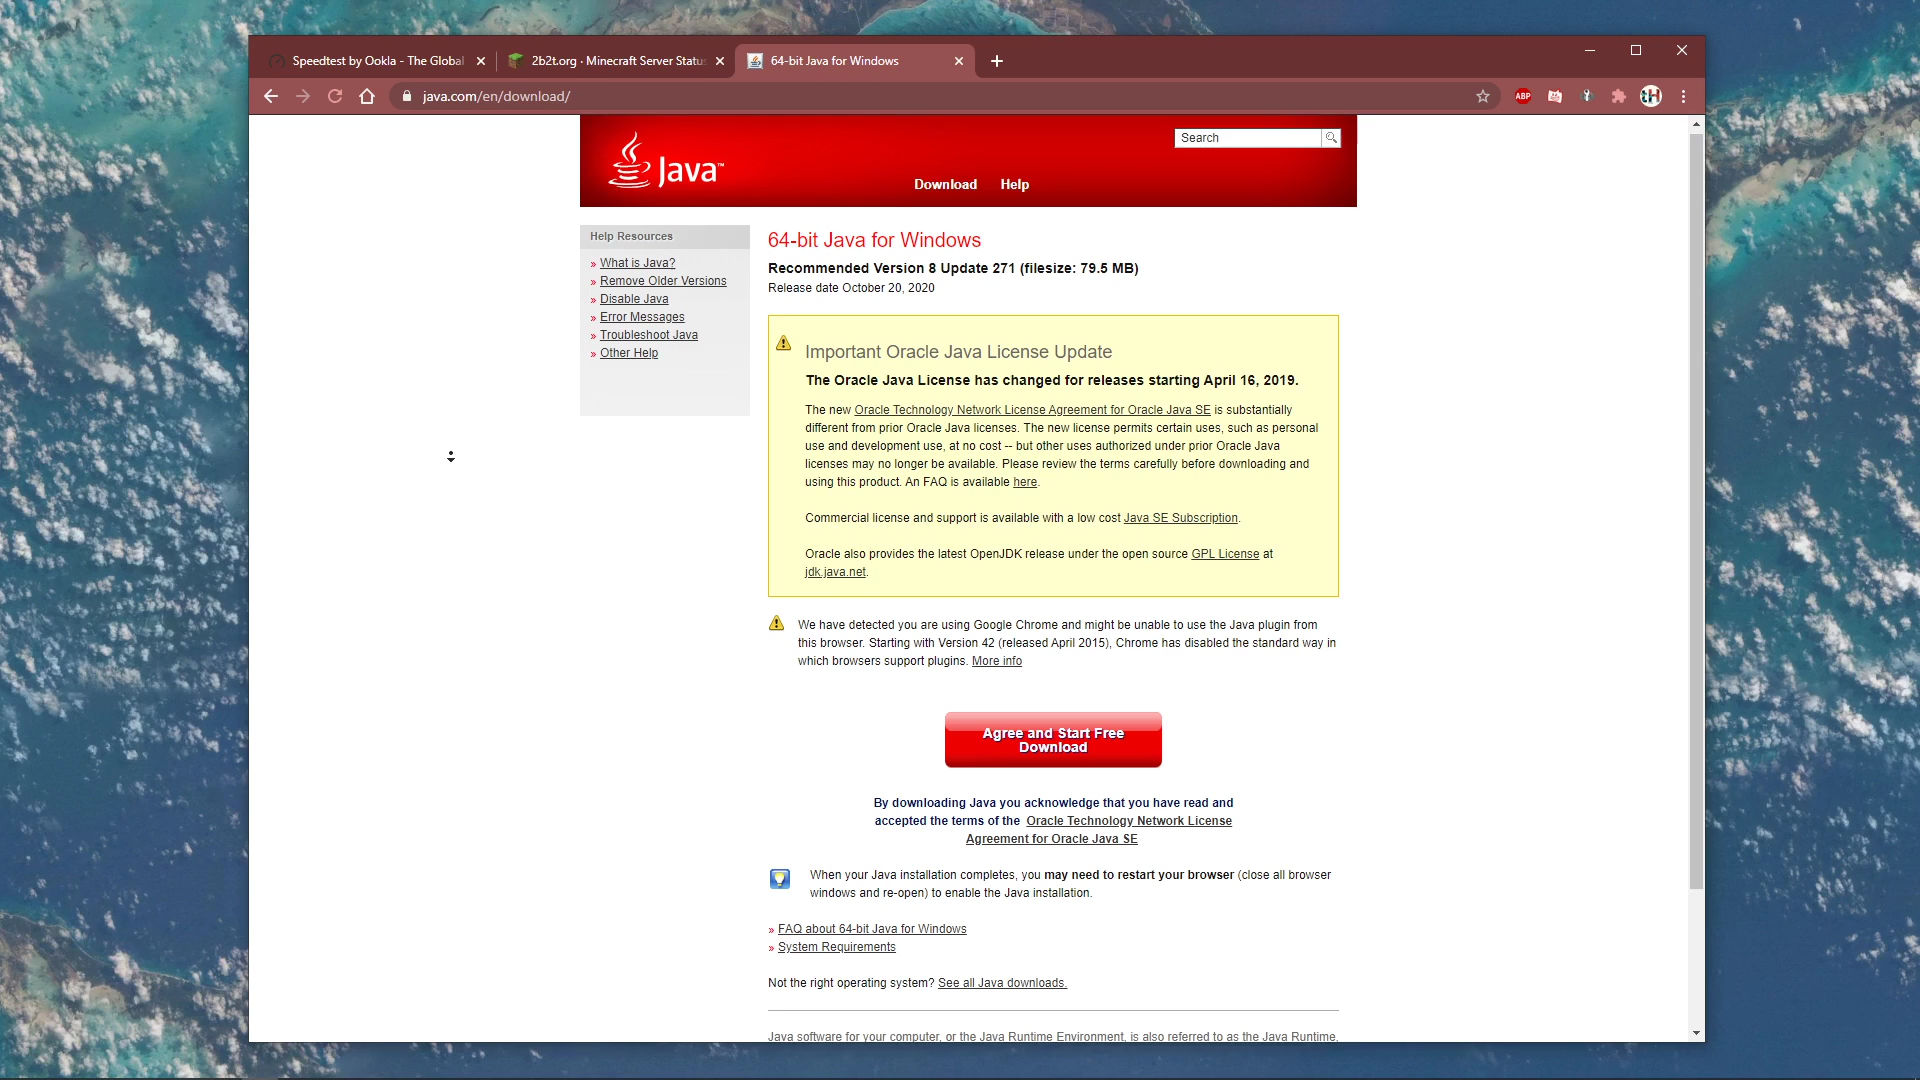 Speedtest by Ookla - The Global
2b2t.org · Minecraft Server Status
64-bit Java for Windows
java.com/en/download/
ABP
Search
Java™
Download Help
Help Resources
» What is Java?
» Remove Older Versions
» Disable Java
» Error Messages
» Troubleshoot Java
» Other Help
64-bit Java for Windows
Recommended Version 8 Update 271 (filesize: 79.5 MB)
Release date October 20, 2020
Important Oracle Java License Update
The Oracle Java License has changed for releases starting April 16, 2019.
The new Oracle Technology Network License Agreement for Oracle Java SE is substantially
different from prior Oracle Java licenses. The new license permits certain uses, such as personal
use and development use, at no cost -- but other uses authorized under prior Oracle Java
licenses may no longer be available. Please review the terms carefully before downloading and
using this product. An FAQ is available here.
Commercial license and support is available with a low cost Java SE Subscription.
Oracle also provides the latest OpenJDK release under the open source GPL License at
jdk.java.net.
We have detected you are using Google Chrome and might be unable to use the Java plugin from
this browser. Starting with Version 42 (released April 2015), Chrome has disabled the standard way in
which browsers support plugins. More info
Agree and Start Free
Download
By downloading Java you acknowledge that you have read and
accepted the terms of the Oracle Technology Network License
Agreement for Oracle Java SE
When your Java installation completes, you may need to restart your browser (close all browser
windows and re-open) to enable the Java installation.
» FAQ about 64-bit Java for Windows
» System Requirements
Not the right operating system? See all Java downloads.
Java software for your computer, or the Java Runtime Environment, is also referred to as the Java Runtime,